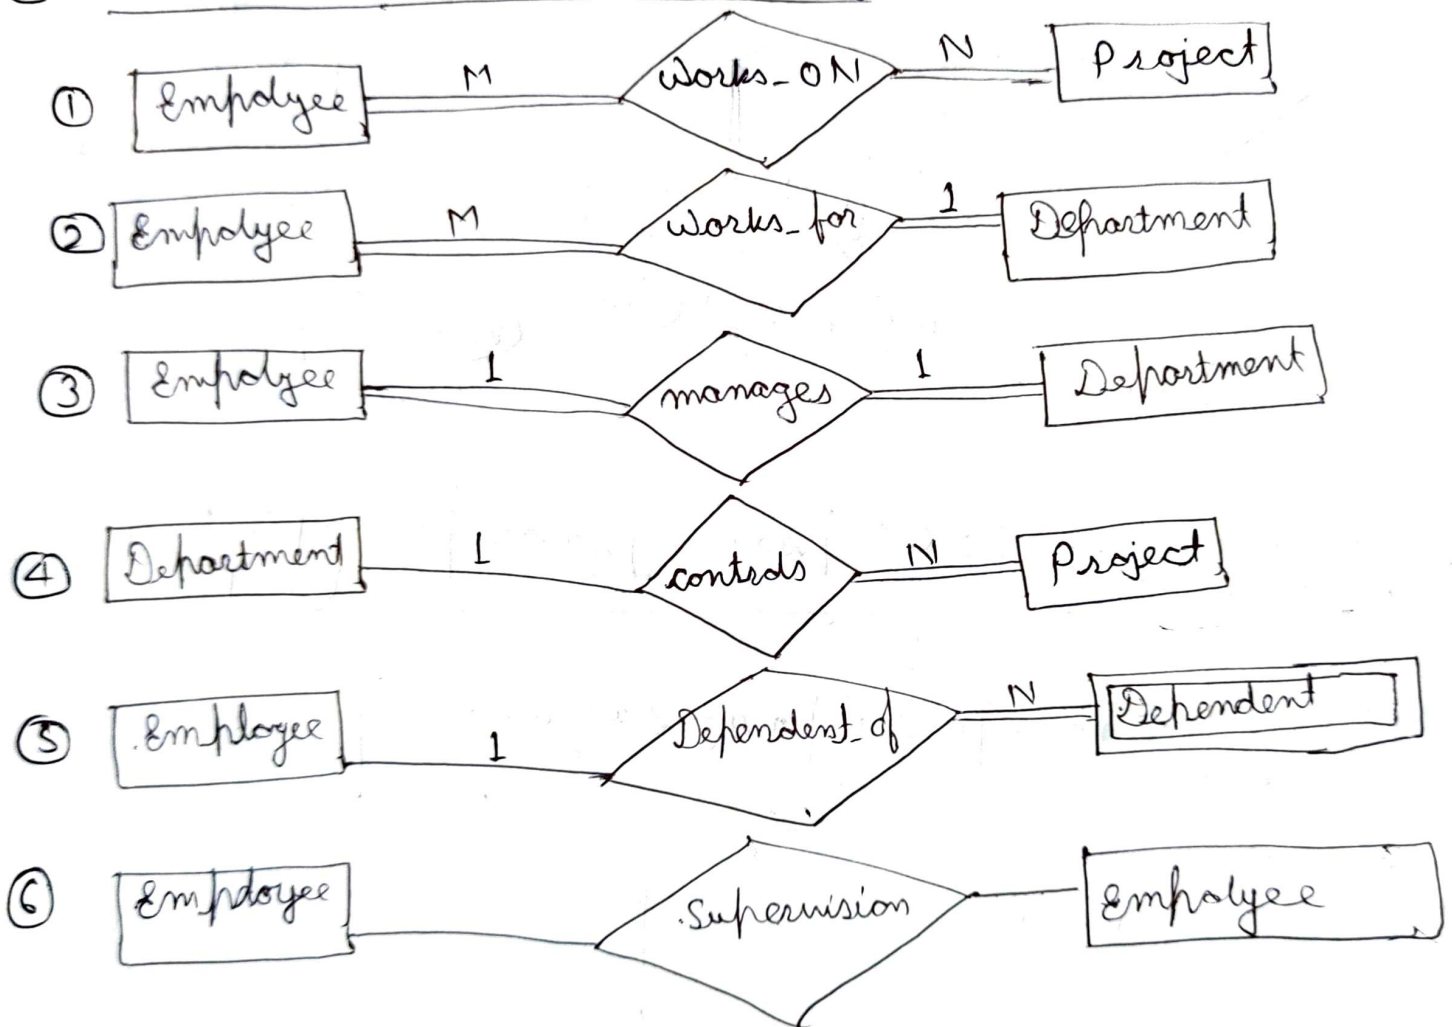 ① Empolyee M Works_ON N Project
② Empolyee M Works_for 1 Department
③ Empolyee 1 manages 1 Department
④ Department 1 controls N Project
⑤ Employee 1 Dependent_of N Dependent
⑥ Employee Supervision Empolyee